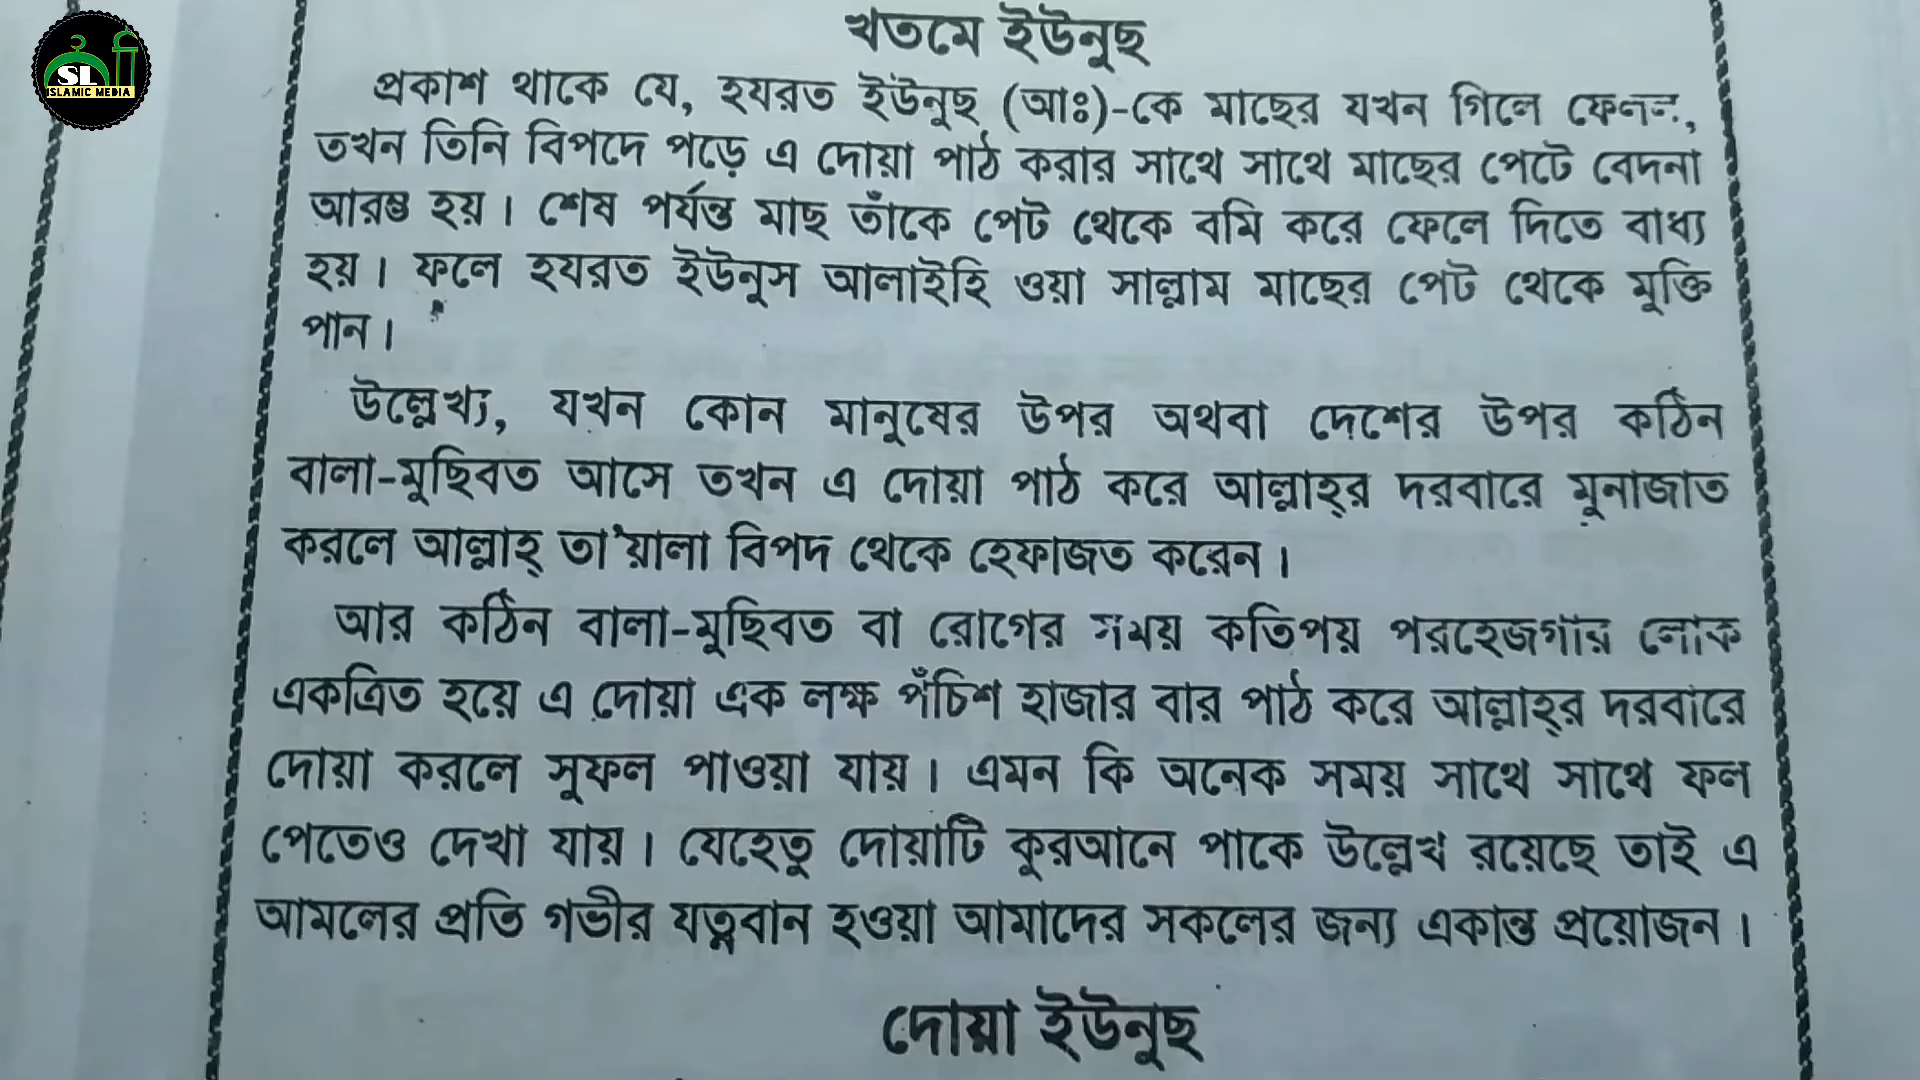 SL
ISLAMIC MEDIA
খতমে ইউনুছ
প্রকাশ থাকে যে, হযরত ইউনুছ (আঃ)-কে মাছের যখন গিলে ফেলল,
তখন তিনি বিপদে পড়ে এ দোয়া পাঠ করার সাথে সাথে মাছের পেটে বেদনা
আরম্ভ হয়। শেষ পর্যন্ত মাছ তাঁকে পেট থেকে বমি করে ফেলে দিতে বাধ্য
হয়। ফলে হযরত ইউনুস আলাইহি ওয়া সাল্লাম মাছের পেট থেকে মুক্তি
পান।
উল্লেখ্য, যখন কোন মানুষের উপর অথবা দেশের উপর কঠিন
বালা-মুছিবত আসে তখন এ দোয়া পাঠ করে আল্লাহ্‌র দরবারে মুনাজাত
করলে আল্লাহ্ তা’য়ালা বিপদ থেকে হেফাজত করেন।
আর কঠিন বালা-মুছিবত বা রোগের সময় কতিপয় পরহেজগার লোক
একত্রিত হয়ে এ দোয়া এক লক্ষ পঁচিশ হাজার বার পাঠ করে আল্লাহ্‌র দরবারে
দোয়া করলে সুফল পাওয়া যায়। এমন কি অনেক সময় সাথে সাথে ফল
পেতেও দেখা যায়। যেহেতু দোয়াটি কুরআনে পাকে উল্লেখ রয়েছে তাই এ
আমলের প্রতি গভীর যত্নবান হওয়া আমাদের সকলের জন্য একান্ত প্রয়োজন।
দোয়া ইউনুছ